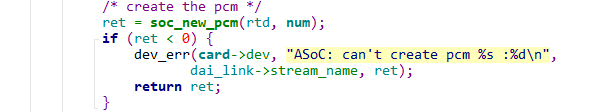 /* create the pcm */
ret = soc_new_pcm(rtd, num);
if (ret < 0) {
dev_err(card->dev, "ASoC: can't create pcm %s :%d\n",
dai_link->stream_name, ret);
return ret;
}